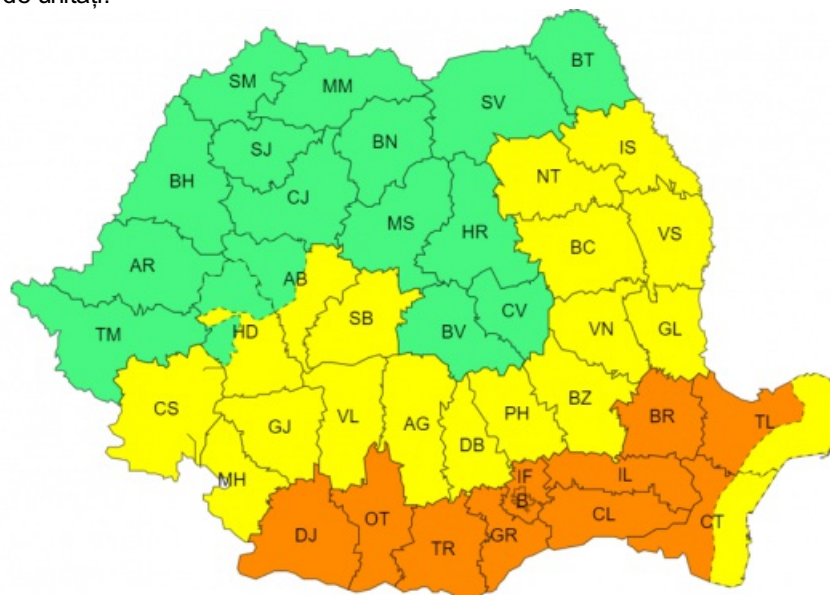 de unități.
BT
SM
MM
SV
SJ
BN
IS
BH
NT
CJ
MS
HR
VS
BC
AR
AB
CV
TM
HD
SB
BV
VN
GL
CS
VL
AG
PH
BZ
BR
TL
GJ
DB
MH
IF
IL
B
CL
CT
OT
DJ
TR
GR